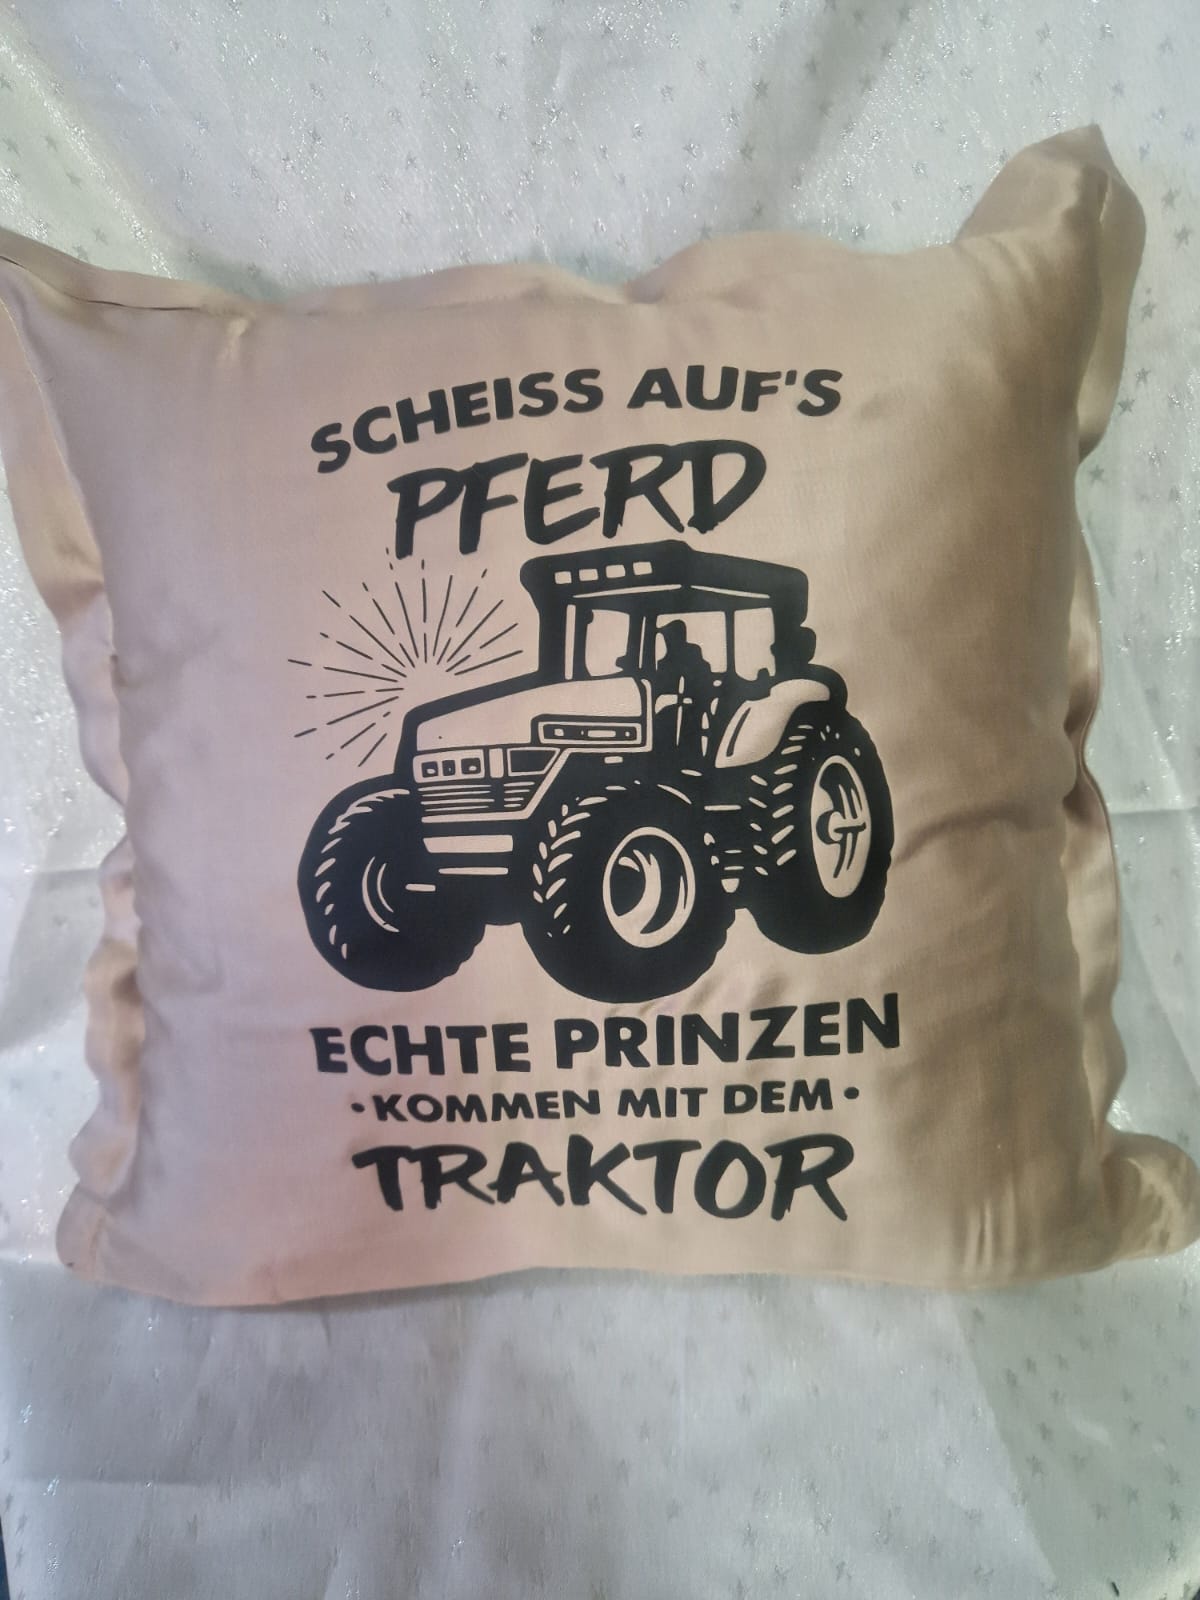 SCHEISS AUF'S
PFERD
ECHTE PRINZEN
•KOMMEN MIT DEM•
TRAKTOR